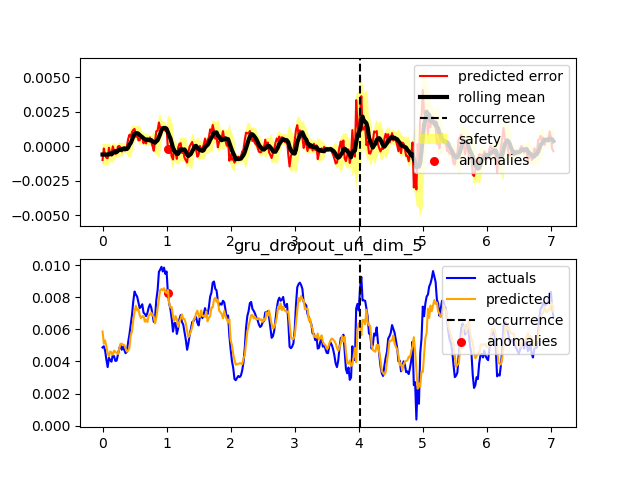 0.0050
0.0025
0.0000
−0.0025
−0.0050
predicted error
rolling mean
occurrence
safety
anomalies
0 1 2 3 4 5 6 7
gru_dropout_uni_dim_5
0.010
0.008
0.006
0.004
0.002
0.000
actuals
predicted
occurrence
anomalies
0 1 2 3 4 5 6 7